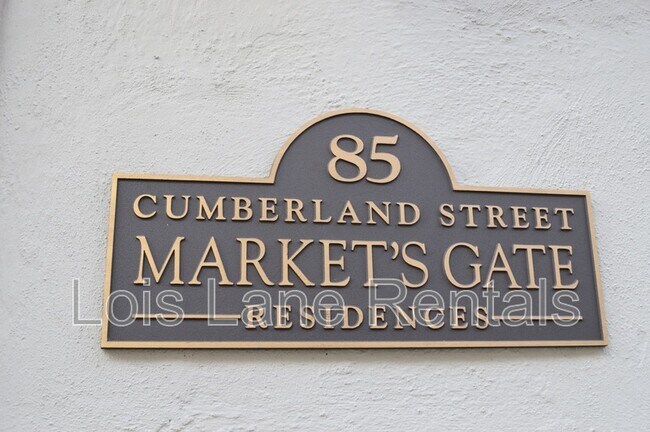 85
CUMBERLAND STREET
MARKET'S GATE
Lois Lane Rentals
RESIDENCES